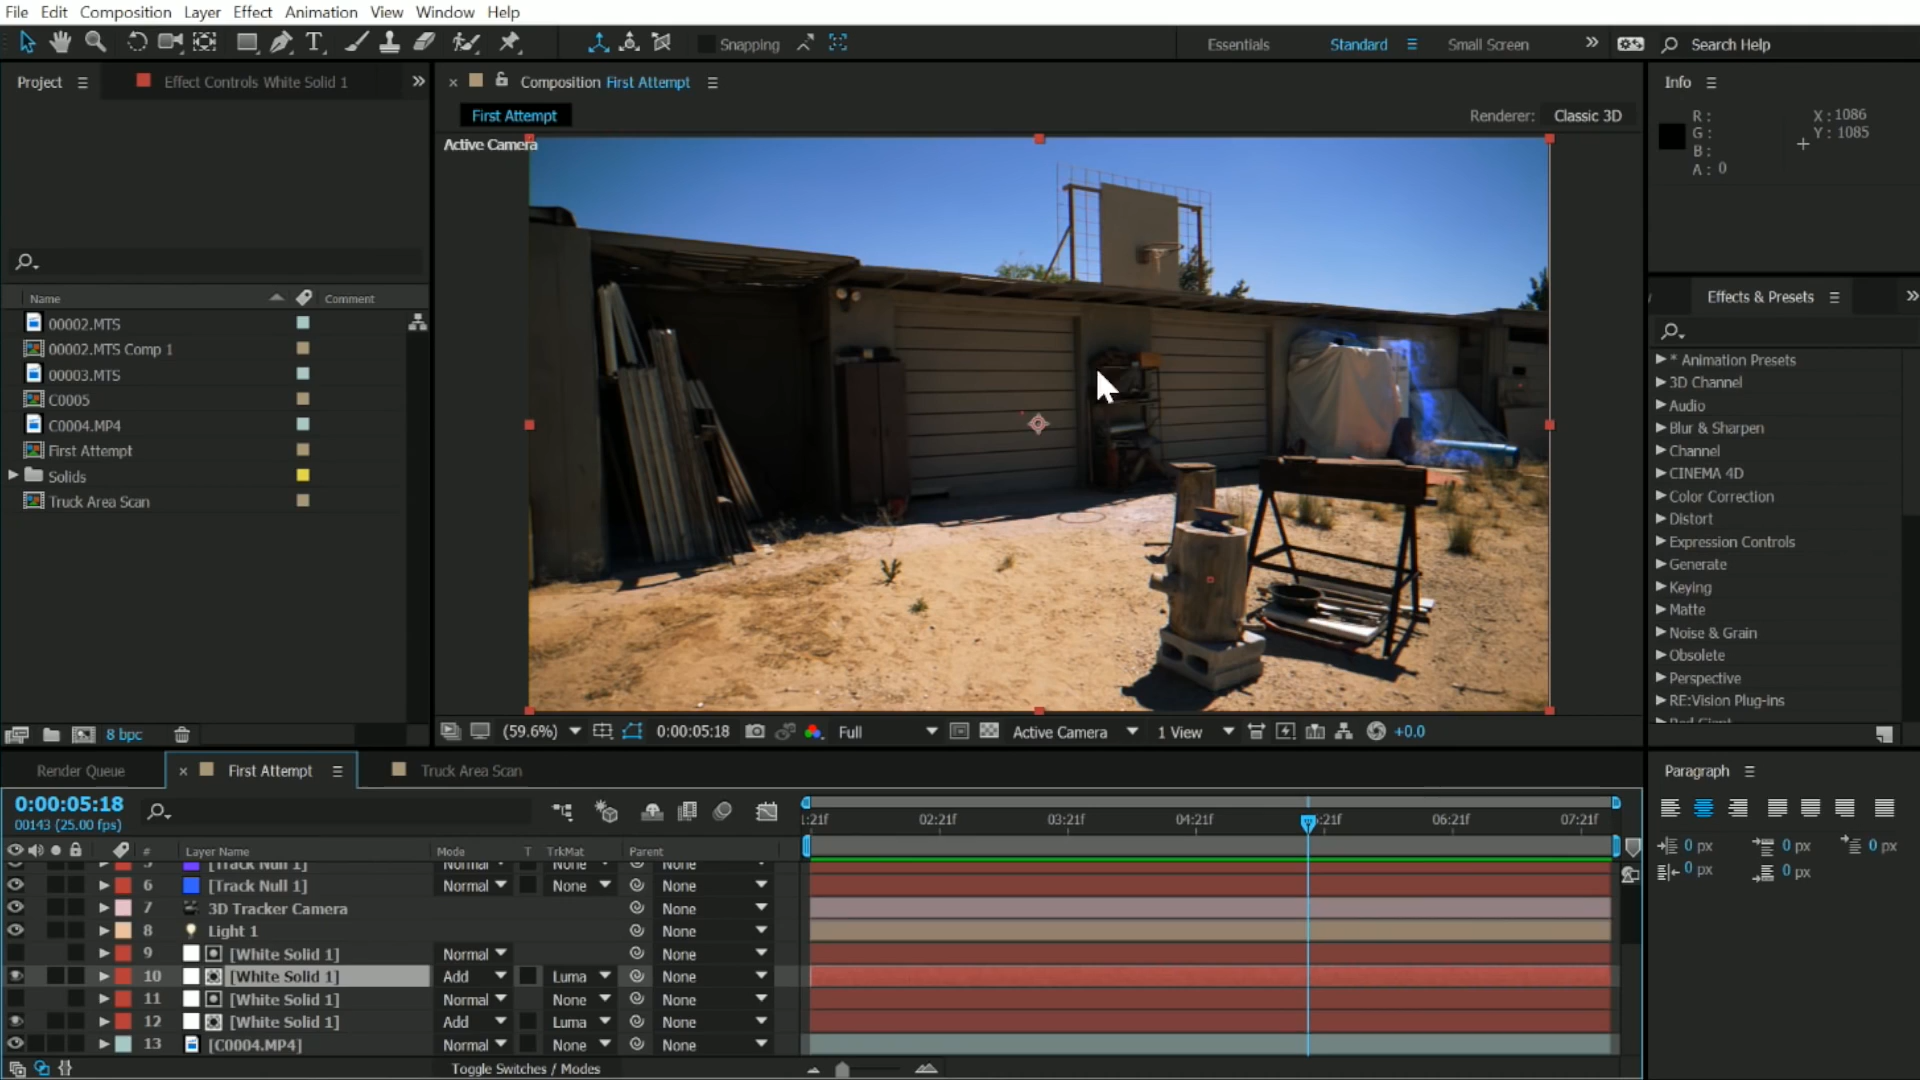 File Edit Composition Layer Effect Animation View Window Help
Snapping Essentials Standard Small Screen Search Help
Project Effect Controls White Solid 1
Composition First Attempt
First Attempt
Renderer: Classic 3D
Active Camera
Info
R: X: 1086
G: Y: 1085
B:
A: 0
Name Comment
00002.MTS
00002.MTS Comp 1
00003.MTS
C0005
C0004.MP4
First Attempt
Solids
Truck Area Scan
8 bpc
Effects & Presets
* Animation Presets
3D Channel
Audio
Blur & Sharpen
Channel
CINEMA 4D
Color Correction
Distort
Expression Controls
Generate
Keying
Matte
Noise & Grain
Obsolete
Perspective
RE:Vision Plug-ins
(59.6%) 0:00:05:18 Full Active Camera 1 View +0.0
Render Queue First Attempt Truck Area Scan
0:00:05:18
00143 (25.00 fps)
1:21f 02:21f 03:21f 04:21f 5:21f 06:21f 07:21f
# Layer Name Mode T TrkMat Parent
[Track Null 1] Normal None None
6 [Track Null 1] Normal None None
7 3D Tracker Camera None
8 Light 1 None
9 [White Solid 1] Normal None
10 [White Solid 1] Add Luma None
11 [White Solid 1] Normal None None
12 [White Solid 1] Add Luma None
13 [C0004.MP4] Normal None None
Toggle Switches / Modes
Paragraph
0 px 0 px 0 px
0 px 0 px